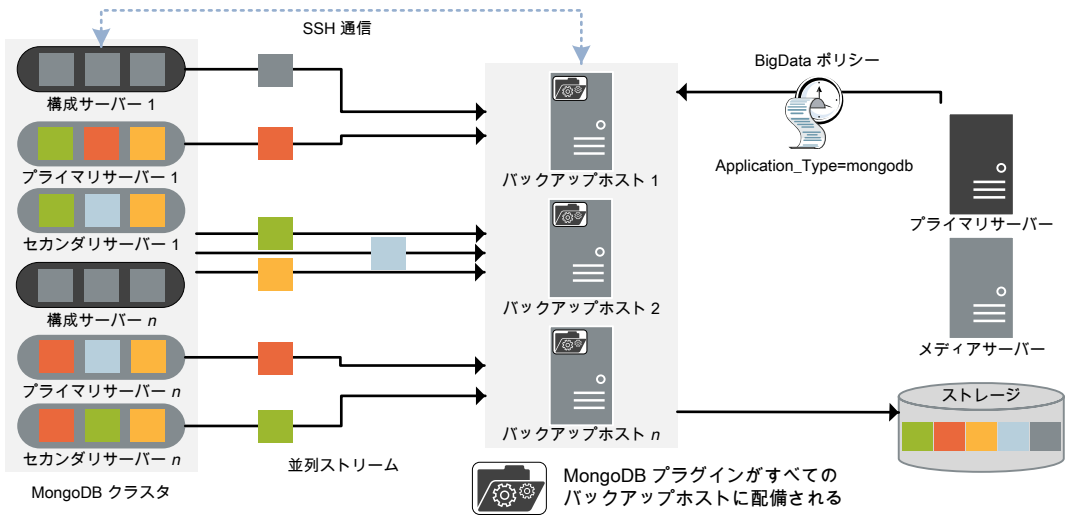 SSH 通信
構成サーバー 1
プライマリサーバー 1
セカンダリサーバー 1
構成サーバー n
プライマリサーバー n
セカンダリサーバー n
MongoDB クラスタ
並列ストリーム
バックアップホスト 1
バックアップホスト 2
バックアップホスト n
BigData ポリシー
Application_Type=mongodb
プライマリサーバー
メディアサーバー
ストレージ
MongoDB プラグインがすべての
バックアップホストに配備される